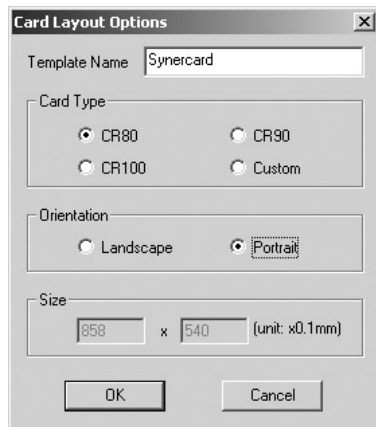 Card Layout Options
Template Name Synercard
Card Type
CR80 CR90
CR100 Custom
Orientation
Landscape Portrait
Size
858 x 540 (unit: x0.1mm)
OK Cancel